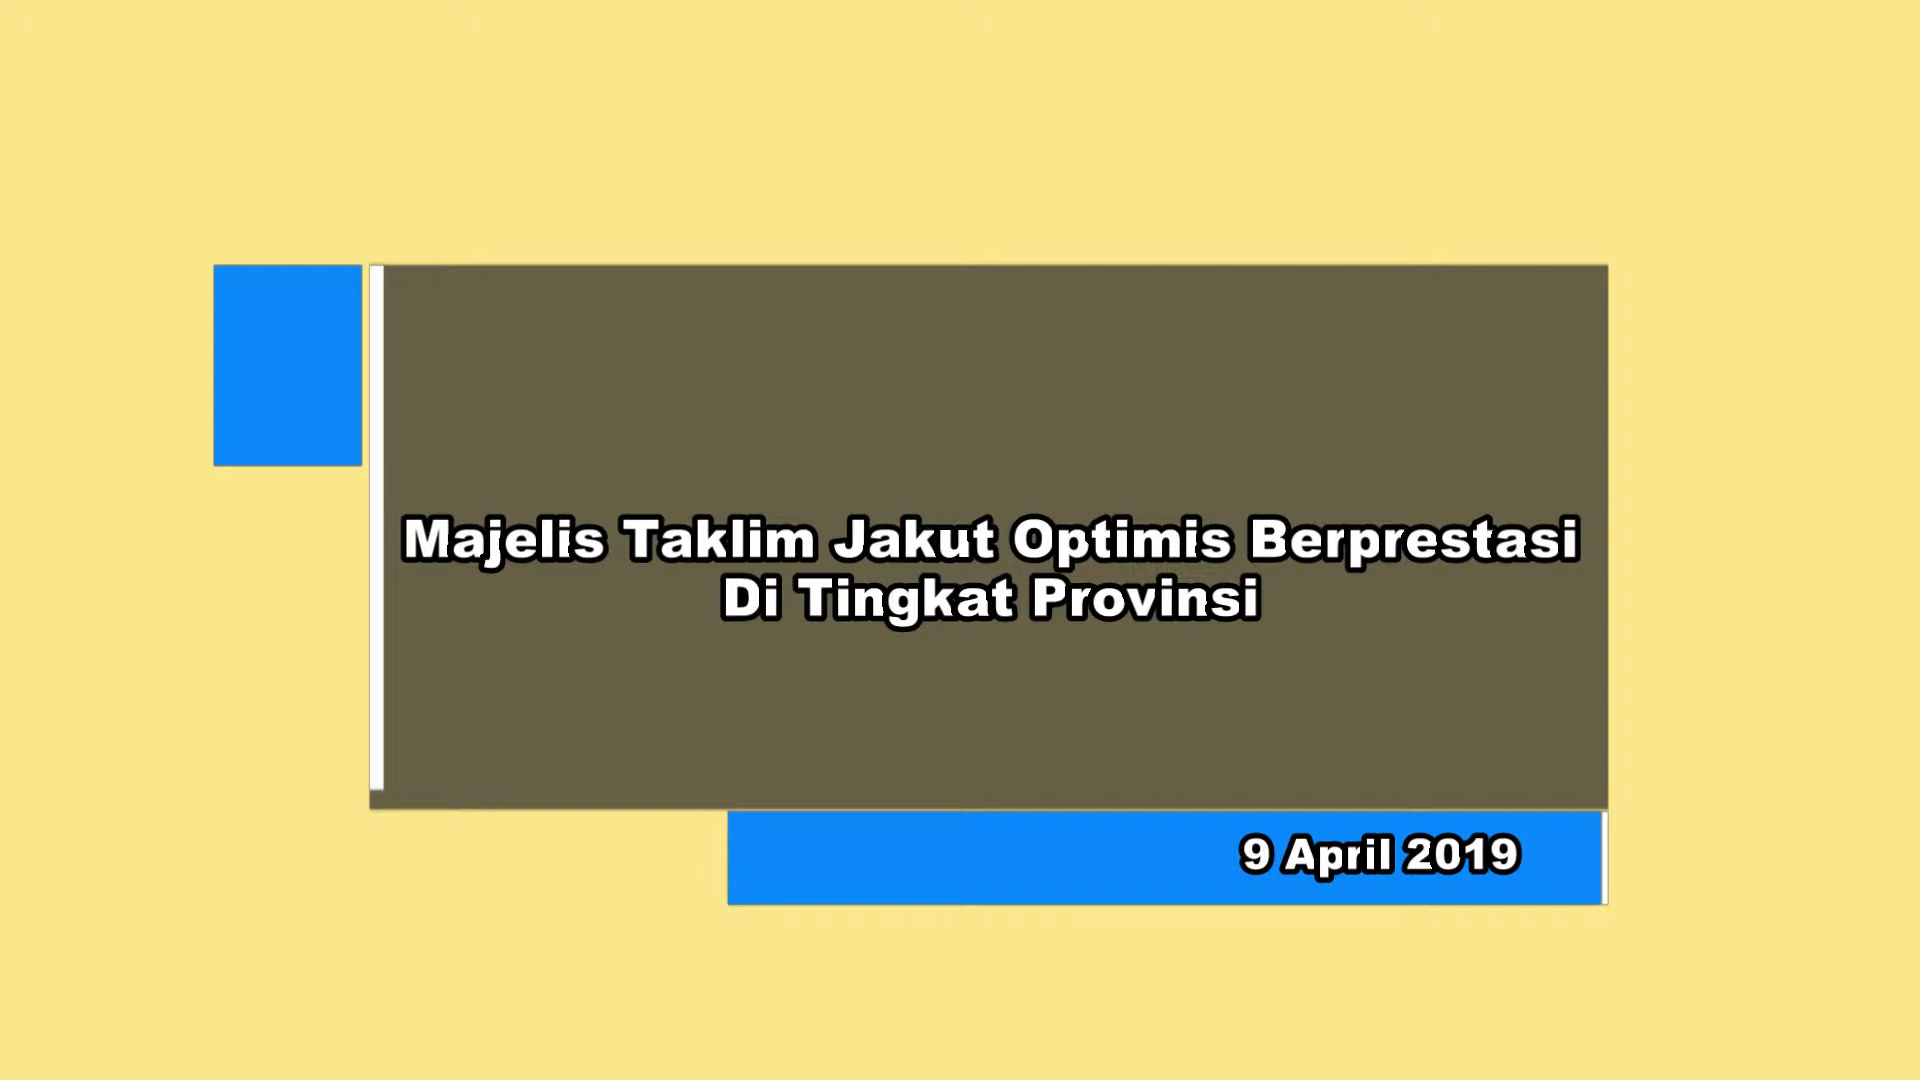 Majelis Taklim Jakut Optimis Berprestasi
Di Tingkat Provinsi
9 April 2019